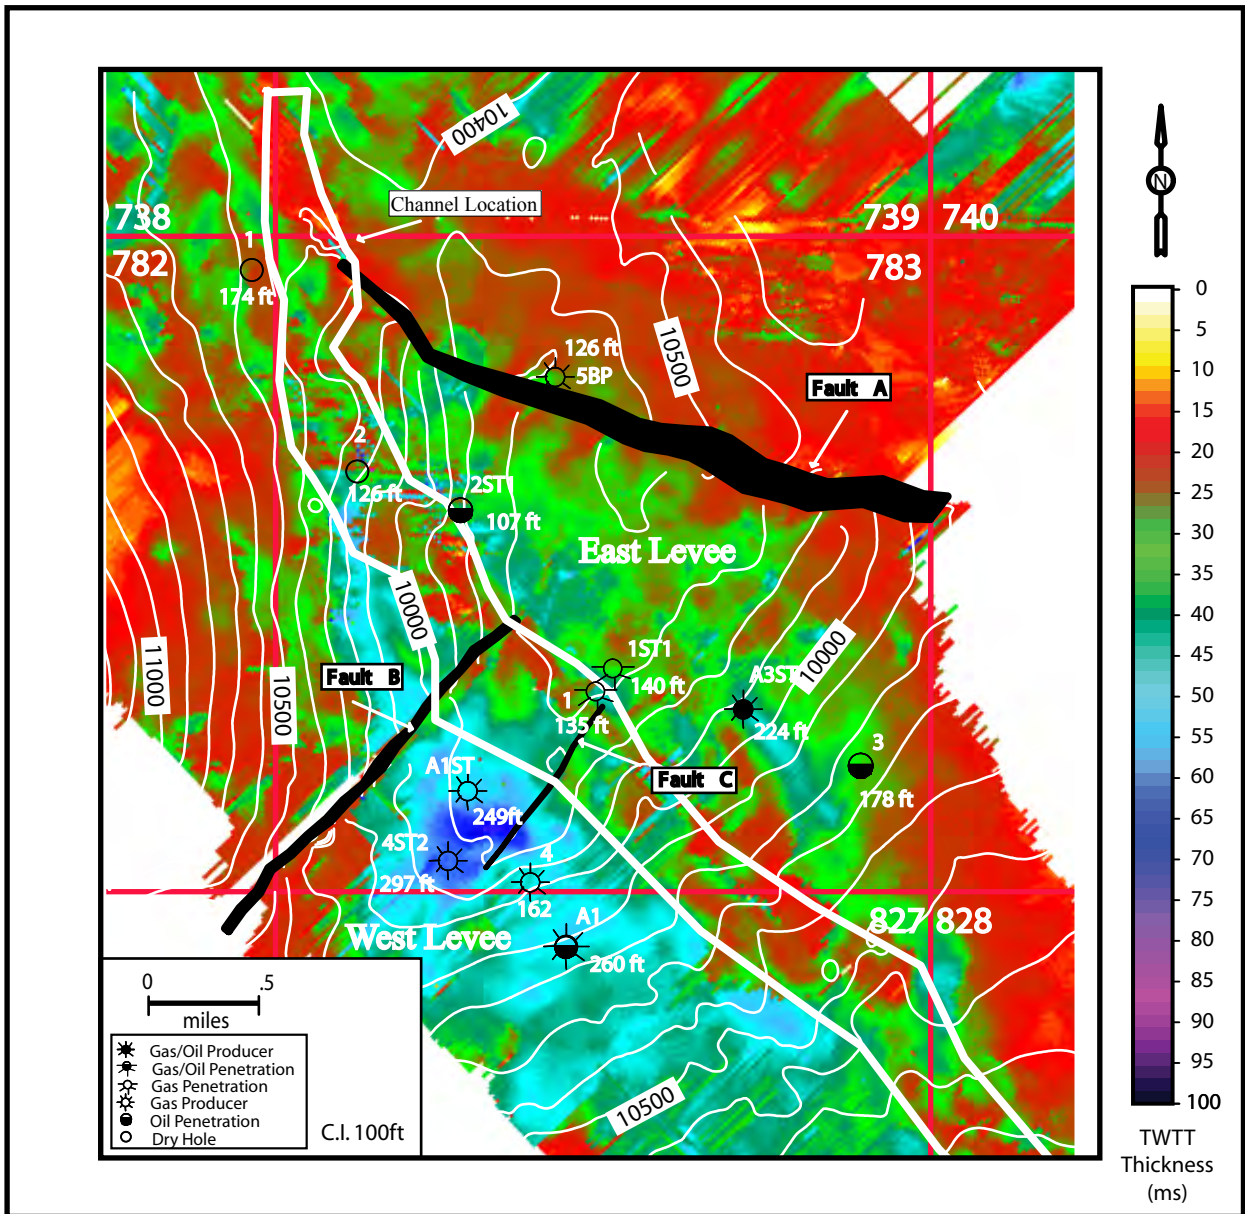 10400
N
Channel Location
738
739 740
782
783
1
174 ft
0
5
10
15
20
25
30
35
40
45
50
55
60
65
70
75
80
85
90
95
100
TWTT
Thickness
(ms)
126 ft
5BP
10500
Fault A
2
126 ft
2ST1
107 ft
East Levee
10000
11000
10500
Fault B
1ST1
140 ft
1
135 ft
A3ST
224 ft
10000
3
178 ft
Fault C
A1ST
249ft
4ST2
297 ft
4
162
A1
260 ft
West Levee
827 828
10500
0 .5
miles
Gas/Oil Producer
Gas/Oil Penetration
Gas Penetration
Gas Producer
Oil Penetration
Dry Hole
C.I. 100ft